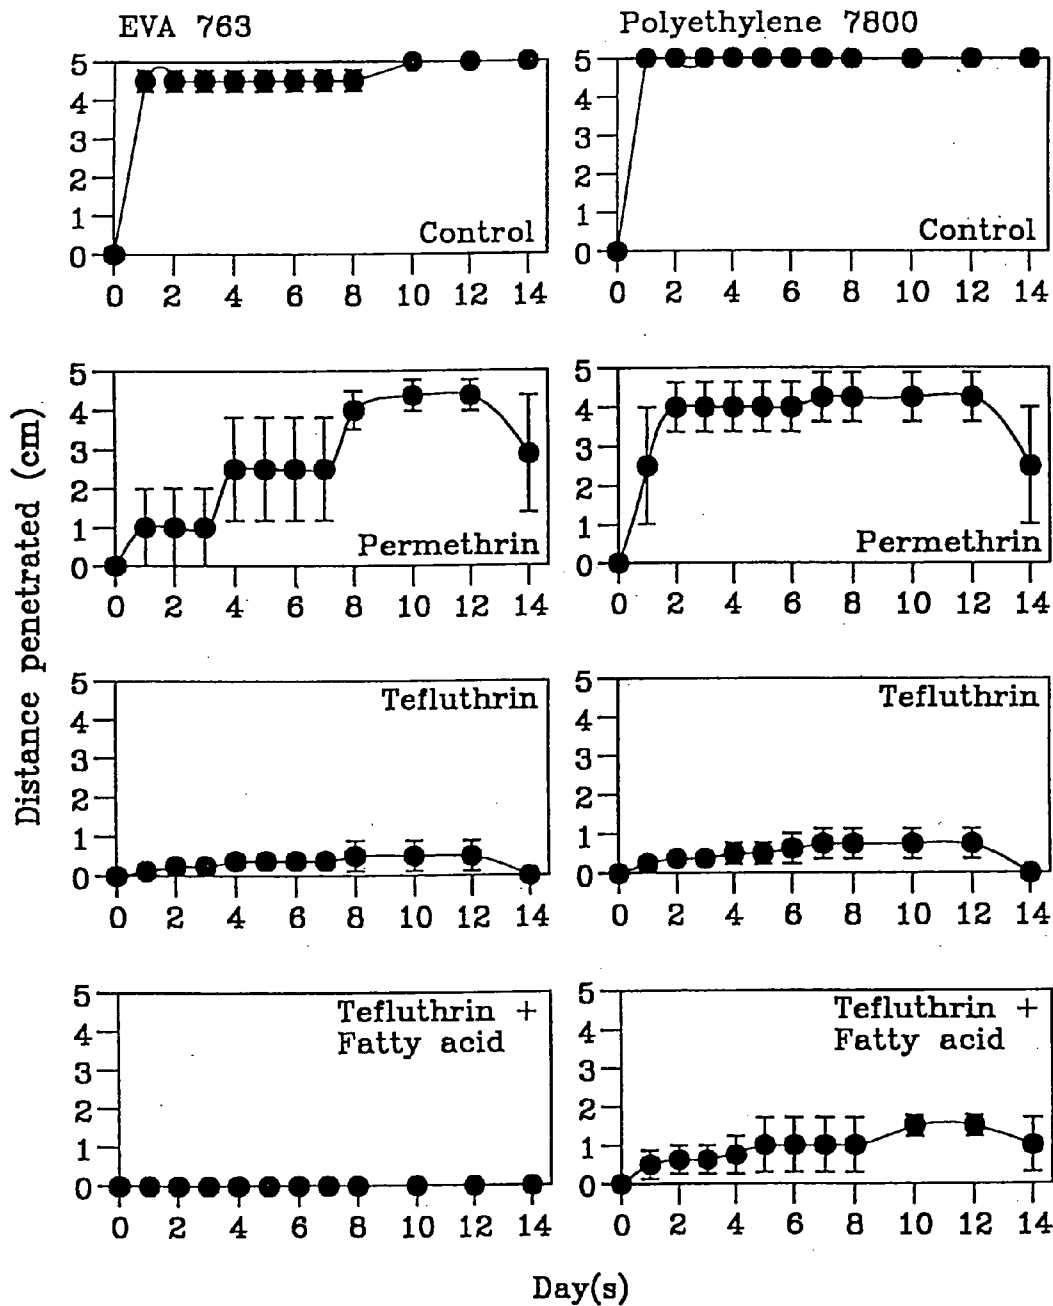 EVA 763
Polyethylene 7800
5
4
3
2
1
0
Control
0 2 4 6 8 10 12 14
5
4
3
2
1
0
Control
0 2 4 6 8 10 12 14
Distance penetrated (cm)
5
4
3
2
1
0
Permethrin
0 2 4 6 8 10 12 14
5
4
3
2
1
0
Permethrin
0 2 4 6 8 10 12 14
5
4
3
2
1
0
Tefluthrin
0 2 4 6 8 10 12 14
5
4
3
2
1
0
Tefluthrin
0 2 4 6 8 10 12 14
5
4
3
2
1
0
Tefluthrin +
Fatty acid
0 2 4 6 8 10 12 14
5
4
3
2
1
0
Tefluthrin +
Fatty acid
0 2 4 6 8 10 12 14
Day(s)